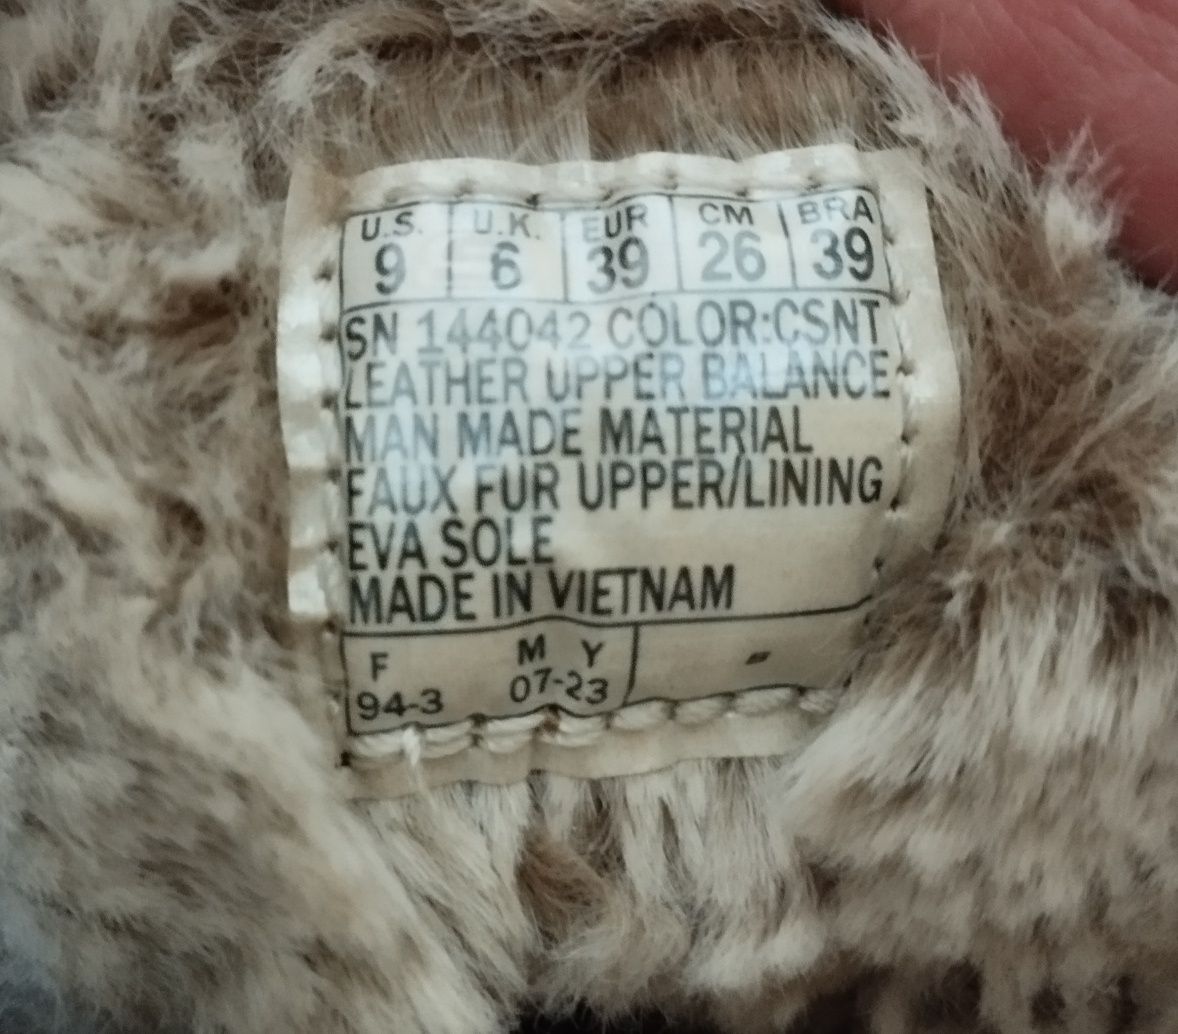 U.S. U.K. EUR CM BRA
9 6 39 26 39
SN 144042 COLOR:CSNT
LEATHER UPPER BALANCE
MAN MADE MATERIAL
FAUX FUR UPPER/LINING
EVA SOLE
MADE IN VIETNAM
F M Y
94-3 07-23 -